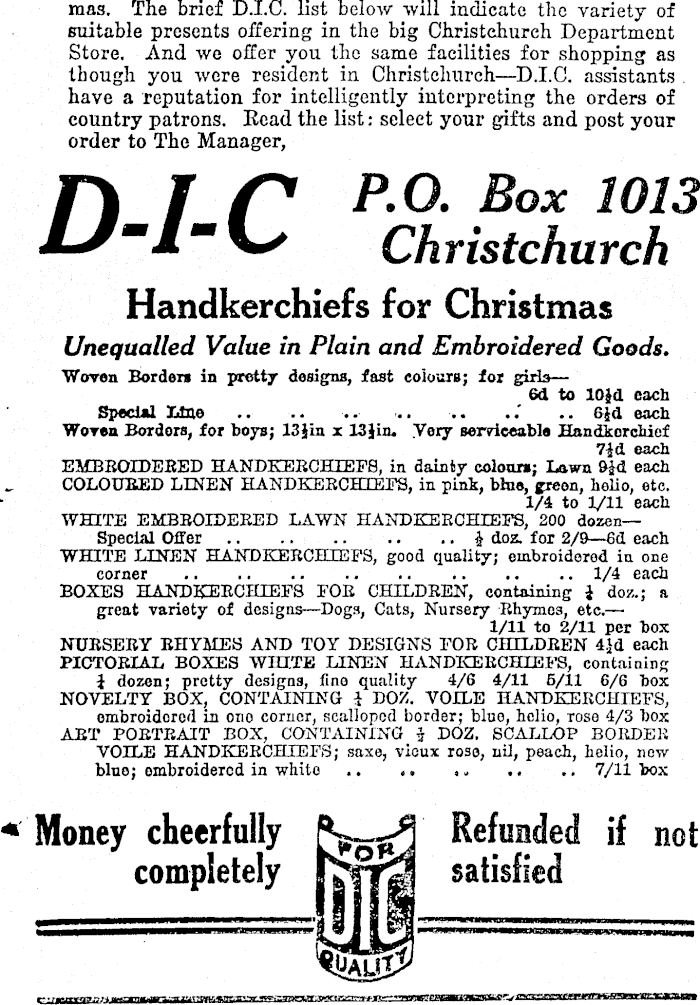 mas. The brief D.I.C. list below will indicate the variety of
suitable presents offering in the big Christchurch Department
Store. And we offer you the same facilities for shopping as
though you were resident in Christchurch—D.I.C. assistants
have a reputation for intelligently interpreting the orders of
country patrons. Read the list: select your gifts and post your
order to The Manager,
D-I-C P.O. Box 1013
Christchurch
Handkerchiefs for Christmas
Unequalled Value in Plain and Embroidered Goods.
Woven Borders in pretty designs, fast colours; for girls—
6d to 10½d each
Special Line .. .. .. .. .. .. .. 6½d each
Woven Borders, for boys; 13½in x 13½in. Very serviceable Handkerchief
7½d each
EMBROIDERED HANDKERCHIEFS, in dainty colours; Lawn 9½d each
COLOURED LINEN HANDKERCHIEFS, in pink, blue, green, helio, etc.
1/4 to 1/11 each
WHITE EMBROIDERED LAWN HANDKERCHIEFS, 200 dozen—
Special Offer .. .. .. .. .. ½ doz. for 2/9—6d each
WHITE LINEN HANDKERCHIEFS, good quality; embroidered in one
corner .. .. .. .. .. .. .. .. 1/4 each
BOXES HANDKERCHIEFS FOR CHILDREN, containing doz.; a
great variety of designs—Dogs, Cats, Nursery Rhymes, etc.—
1/11 to 2/11 per box
NURSERY RHYMES AND TOY DESIGNS FOR CHILDREN 4½d each
PICTORIAL BOXES WHITE LINEN HANDKERCHIEFS, containing
dozen; pretty designs, fine quality 4/6 4/11 5/11 6/6 box
NOVELTY BOX, CONTAINING DOZ. VOILE HANDKERCHIEFS,
embroidered in one corner, scalloped border; blue, helio, rose 4/3 box
ART PORTRAIT BOX, CONTAINING ½ DOZ. SCALLOP BORDER
VOILE HANDKERCHIEFS; saxe, vieux rose, nil, peach, helio, new
blue; embroidered in white .. .. .. .. .. 7/11 box
Money cheerfully Refunded if not
completely satisfied
FOR
DIC
QUALITY